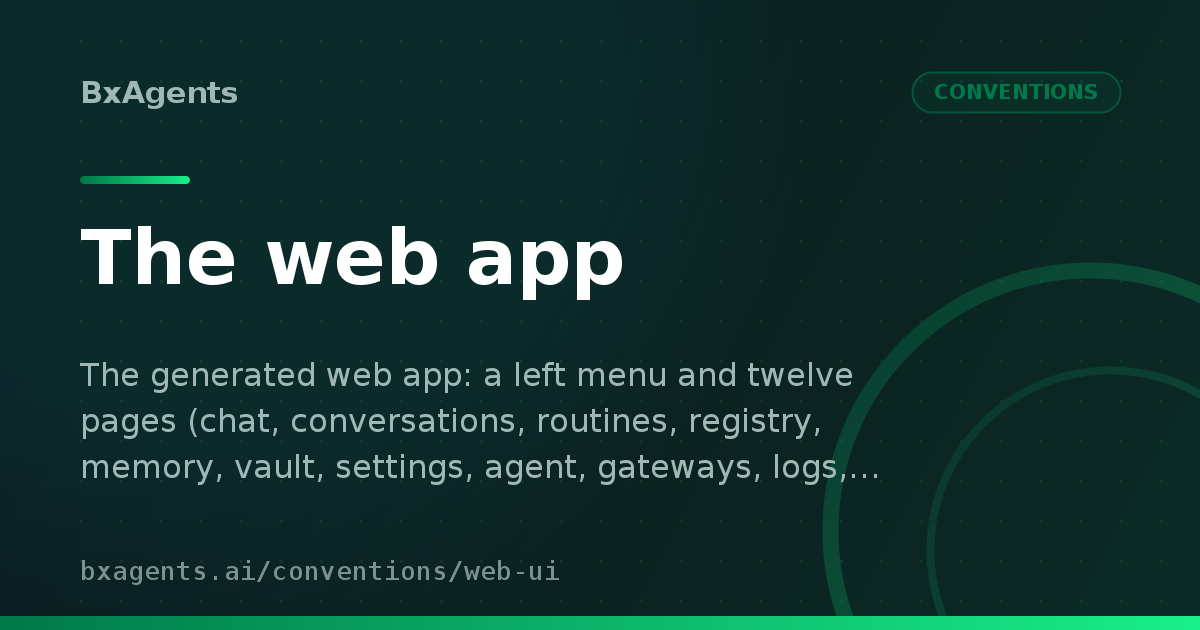 BxAgents
CONVENTIONS
The web app
The generated web app: a left menu and twelve
pages (chat, conversations, routines, registry,
memory, vault, settings, agent, gateways, logs,…
bxagents.ai/conventions/web-ui